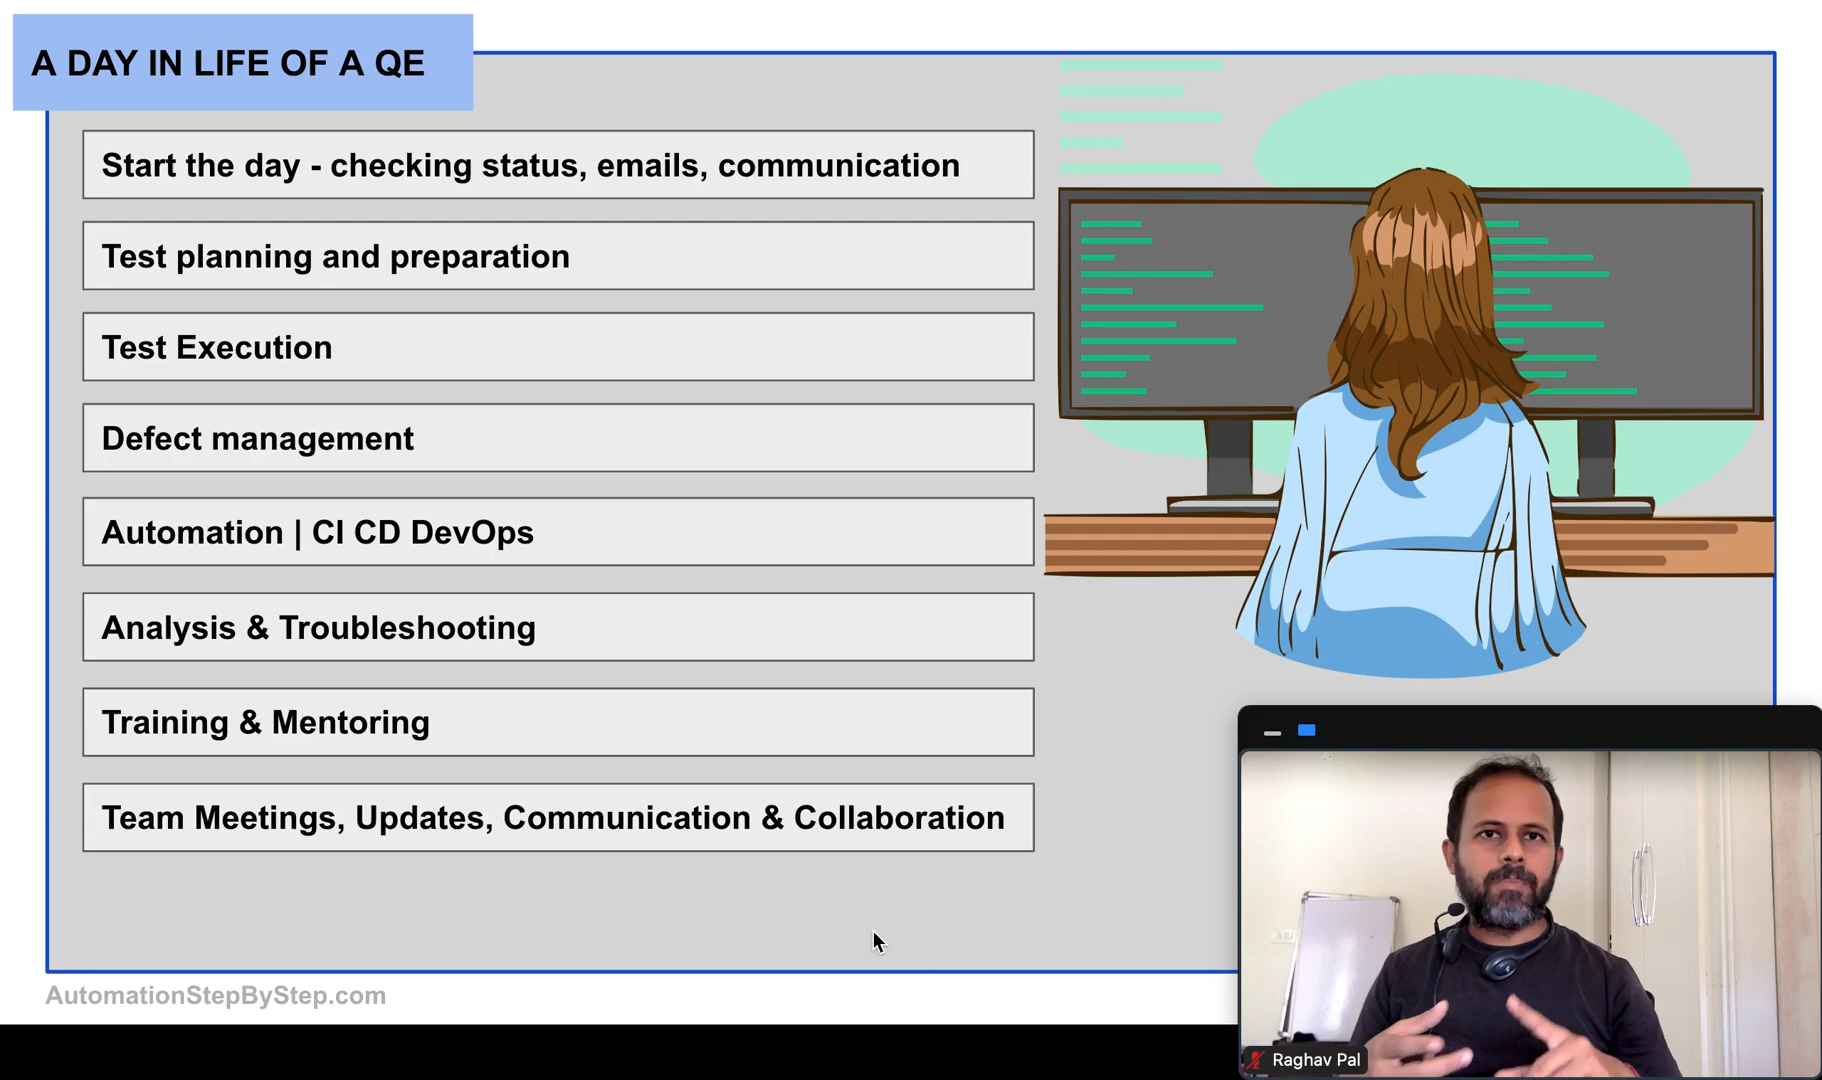 A DAY IN LIFE OF A QE
Start the day - checking status, emails, communication
Test planning and preparation
Test Execution
Defect management
Automation | CI CD DevOps
Analysis & Troubleshooting
Training & Mentoring
Team Meetings, Updates, Communication & Collaboration
AutomationStepByStep.com
Raghav Pal